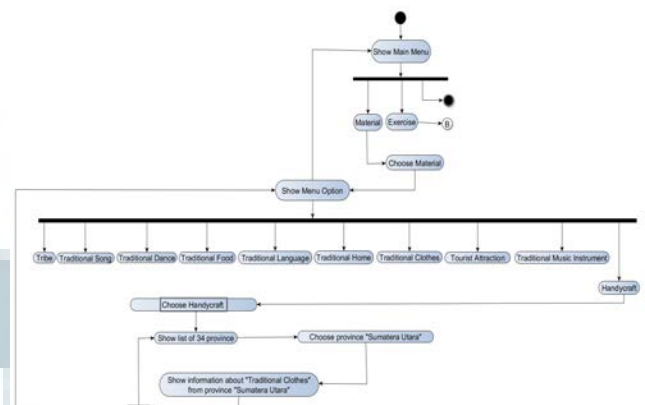 Show Main Menu
Material
Exercise
B
Choose Material
Show Menu Option
Tribe
Traditional Song
Traditional Dance
Traditional Food
Traditional Language
Traditional Home
Traditional Clothes
Tourist Attraction
Traditional Music Instrument
Handycraft
Choose Handycraft
Show list of 34 province
Choose province "Sumatera Utara"
Show information about "Traditional Clothes"
from province "Sumatera Utara"